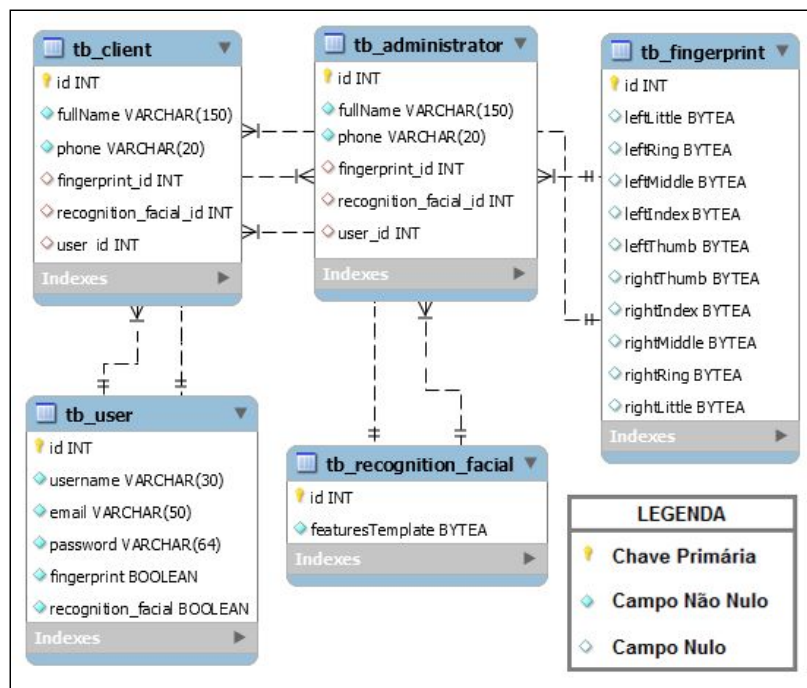 tb_client
id INT
fullName VARCHAR(150)
phone VARCHAR(20)
fingerprint_id INT
recognition_facial_id INT
user_id INT
Indexes
tb_administrator
id INT
fullName VARCHAR(150)
phone VARCHAR(20)
fingerprint_id INT
recognition_facial_id INT
user_id INT
Indexes
tb_fingerprint
id INT
leftLittle BYTEA
leftRing BYTEA
leftMiddle BYTEA
leftIndex BYTEA
leftThumb BYTEA
rightThumb BYTEA
rightIndex BYTEA
rightMiddle BYTEA
rightRing BYTEA
rightLittle BYTEA
Indexes
tb_user
id INT
username VARCHAR(30)
email VARCHAR(50)
password VARCHAR(64)
fingerprint BOOLEAN
recognition_facial BOOLEAN
Indexes
tb_recognition_facial
id INT
featuresTemplate BYTEA
Indexes
LEGENDA
Chave Primária
Campo Não Nulo
Campo Nulo